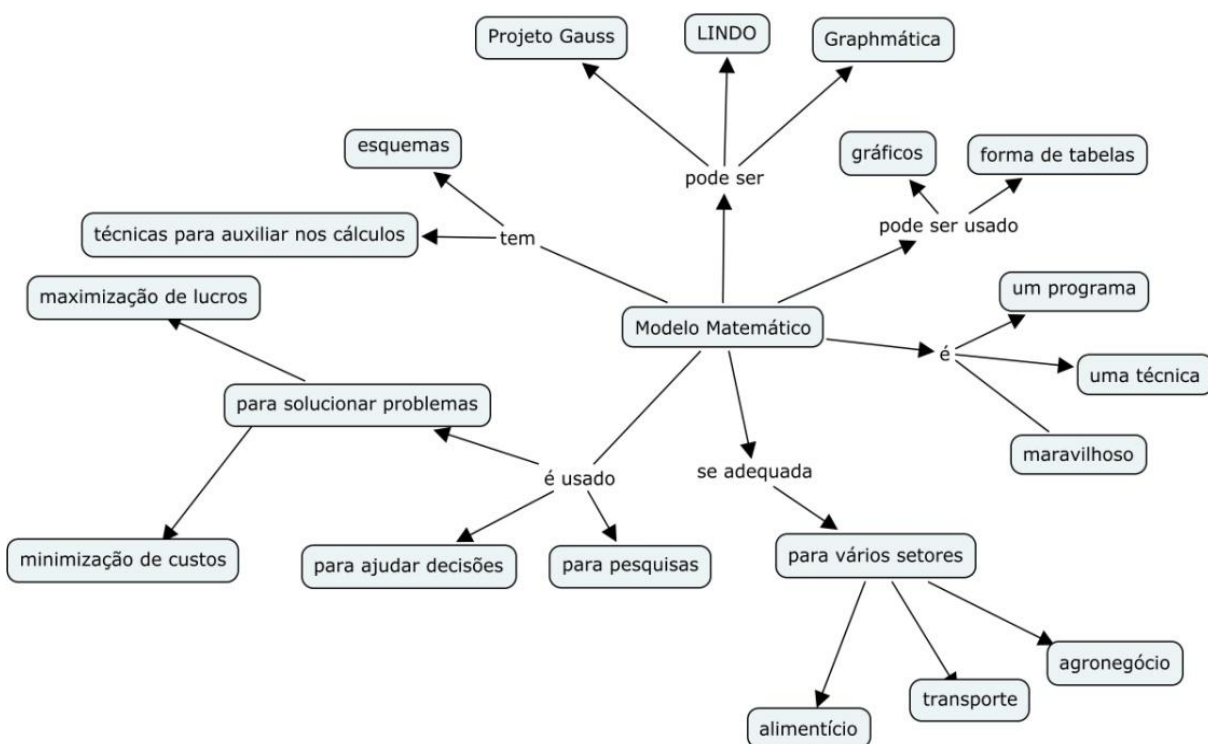 Projeto Gauss
LINDO
Graphmática
esquemas
gráficos
forma de tabelas
pode ser
técnicas para auxiliar nos cálculos
tem
pode ser usado
maximização de lucros
um programa
Modelo Matemático
é
uma técnica
para solucionar problemas
maravilhoso
é usado
se adequada
minimização de custos
para ajudar decisões
para pesquisas
para vários setores
agronegócio
transporte
alimentício